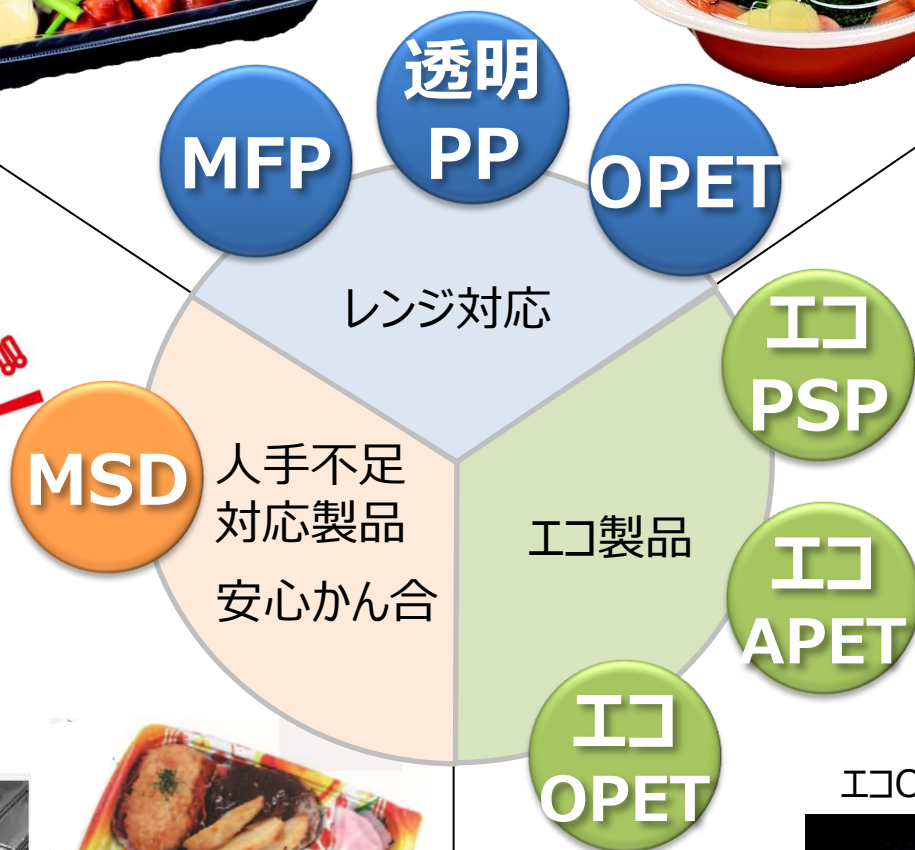 透明
PP
MFP
OPET
レンジ対応
エコ
PSP
MSD
人手不足
対応製品
安心かん合
エコ製品
エコ
APET
エコ
OPET